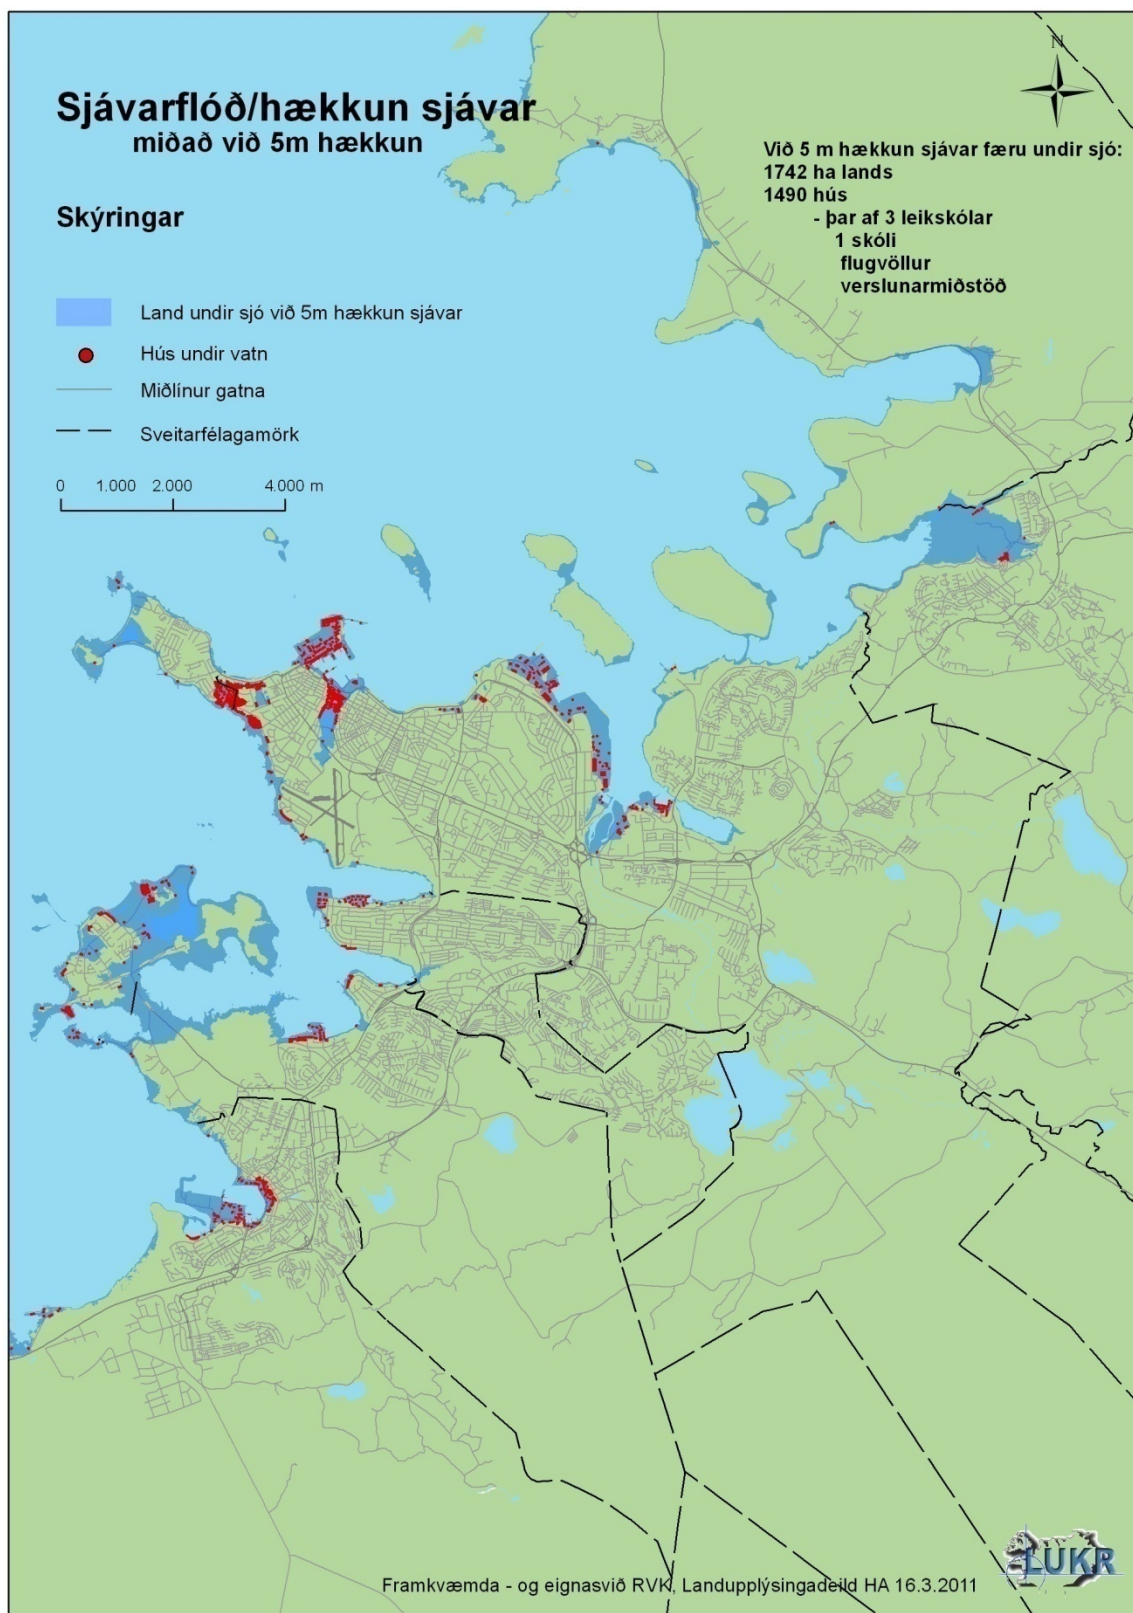 N
Sjávarflóð/hækkun sjávar
miðað við 5m hækkun
Við 5 m hækkun sjávar færu undir sjó:
1742 ha lands
1490 hús
- þar af 3 leikskólar
1 skóli
flugvöllur
verslunarmiðstöð
Skýringar
Land undir sjó við 5m hækkun sjávar
Hús undir vatn
Miðlínur gatna
Sveitarfélagamörk
0 1.000 2.000 4.000 m
LUKR
Framkvæmda - og eignasvið RVK, Landupplýsingadeild HA 16.3.2011